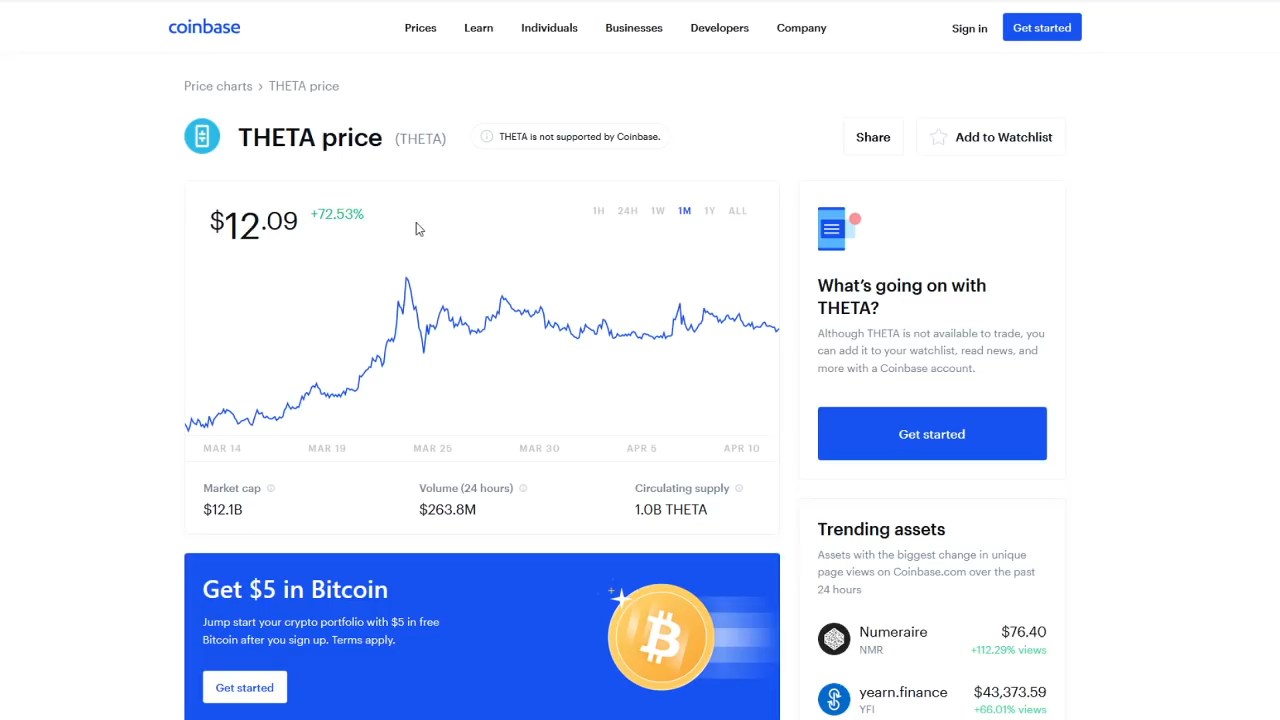 coinbase
Prices Learn Individuals Businesses Developers Company
Sign in Get started
Price charts › THETA price
THETA price (THETA)
THETA is not supported by Coinbase.
Share
Add to Watchlist
$12.09 +72.53%
1H 24H 1W 1M 1Y ALL
MAR 14 MAR 19 MAR 25 MAR 30 APR 5 APR 10
Market cap
$12.1B
Volume (24 hours)
$263.8M
Circulating supply
1.0B THETA
What's going on with
THETA?
Although THETA is not available to trade, you
can add it to your watchlist, read news, and
more with a Coinbase account.
Get started
Get $5 in Bitcoin
Jump start your crypto portfolio with $5 in free
Bitcoin after you sign up. Terms apply.
Get started
Trending assets
Assets with the biggest change in unique
page views on Coinbase.com over the past
24 hours
Numeraire $76.40
NMR +112.29% views
yearn.finance $43,373.59
YFI +66.01% views